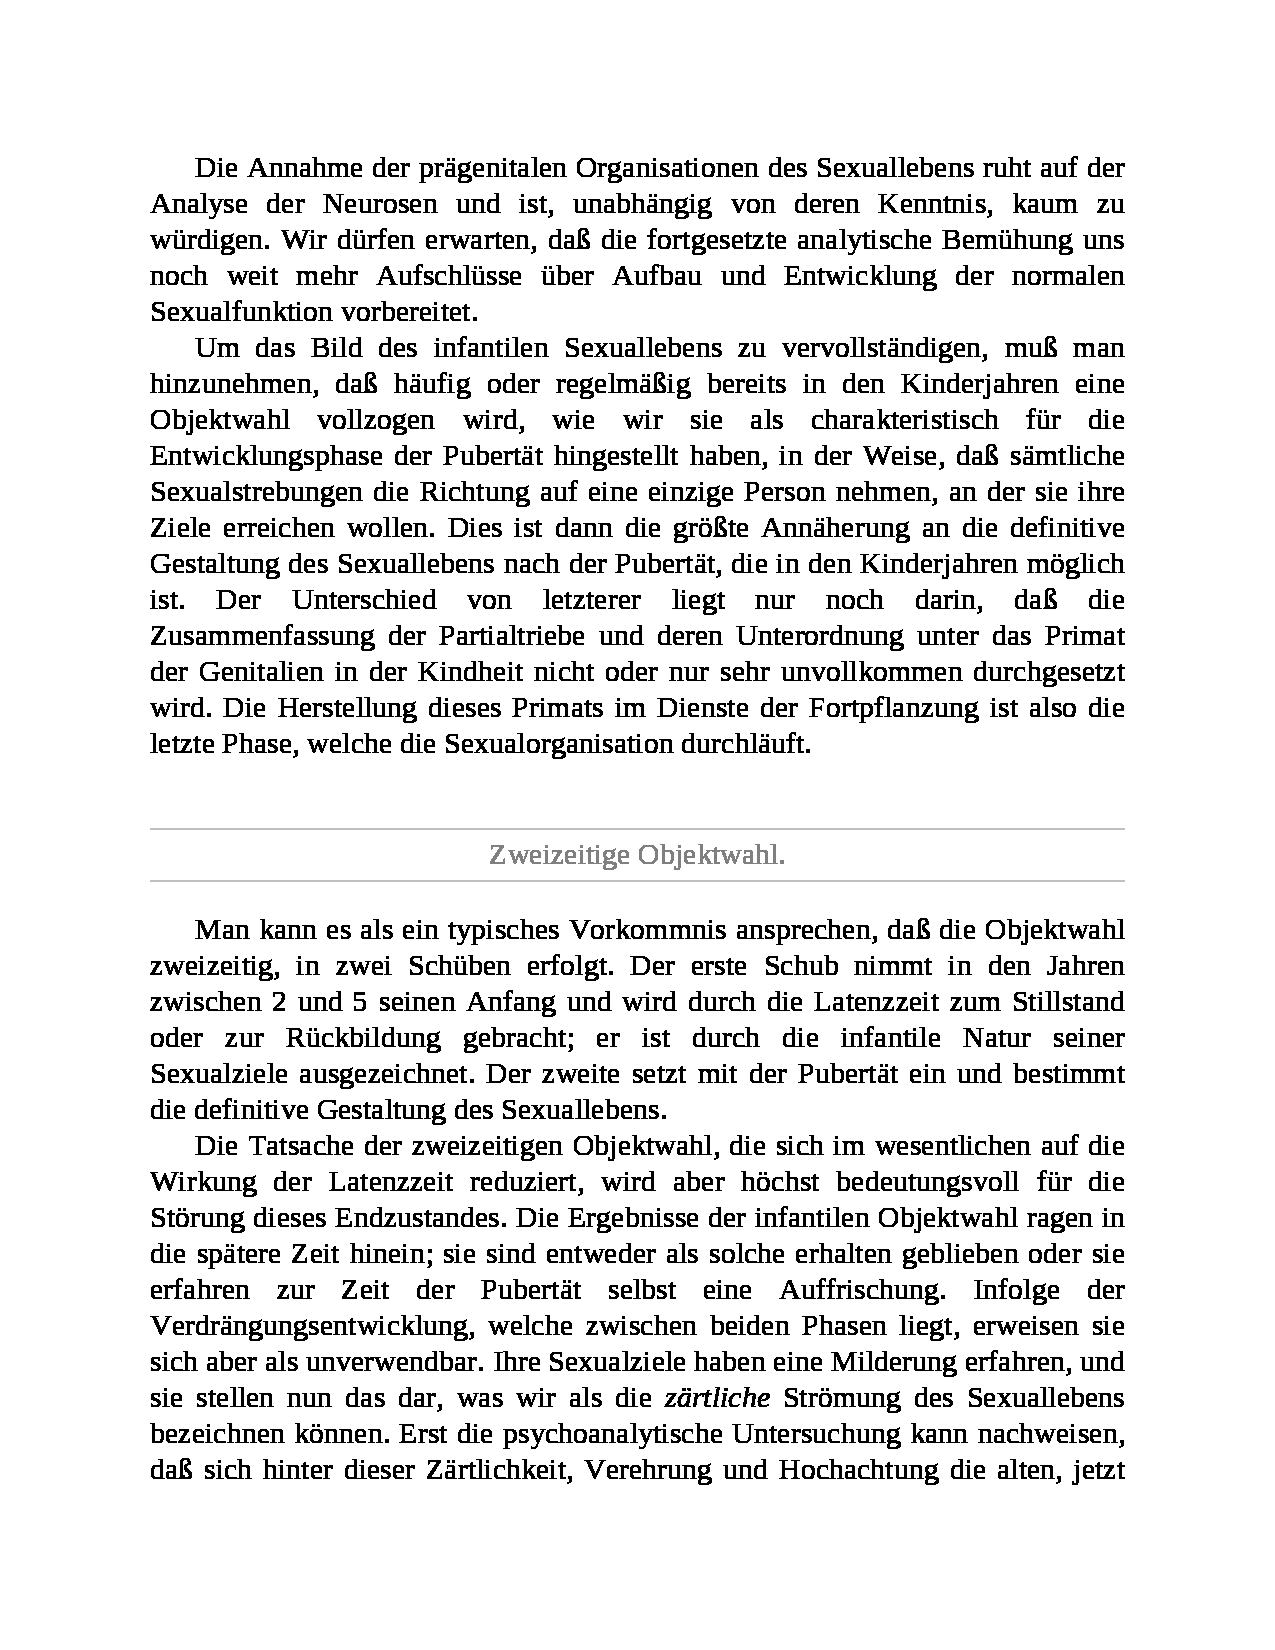 Die Annahme der prägenitalen Organisationen des Sexuallebens ruht auf der
Analyse der Neurosen und ist, unabhängig von deren Kenntnis, kaum zu
würdigen. Wir dürfen erwarten, daß die fortgesetzte analytische Bemühung uns
noch weit mehr Aufschlüsse über Aufbau und Entwicklung der normalen
Sexualfunktion vorbereitet.
Um das Bild des infantilen Sexuallebens zu vervollständigen, muß man
hinzunehmen, daß häufig oder regelmäßig bereits in den Kinderjahren eine
Objektwahl vollzogen wird, wie wir sie als charakteristisch für die
Entwicklungsphase der Pubertät hingestellt haben, in der Weise, daß sämtliche
Sexualstrebungen die Richtung auf eine einzige Person nehmen, an der sie ihre
Ziele erreichen wollen. Dies ist dann die größte Annäherung an die definitive
Gestaltung des Sexuallebens nach der Pubertät, die in den Kinderjahren möglich
ist. Der Unterschied von letzterer liegt nur noch darin, daß die
Zusammenfassung der Partialtriebe und deren Unterordnung unter das Primat
der Genitalien in der Kindheit nicht oder nur sehr unvollkommen durchgesetzt
wird. Die Herstellung dieses Primats im Dienste der Fortpflanzung ist also die
letzte Phase, welche die Sexualorganisation durchläuft.
Zweizeitige Objektwahl.
Man kann es als ein typisches Vorkommnis ansprechen, daß die Objektwahl
zweizeitig, in zwei Schüben erfolgt. Der erste Schub nimmt in den Jahren
zwischen 2 und 5 seinen Anfang und wird durch die Latenzzeit zum Stillstand
oder zur Rückbildung gebracht; er ist durch die infantile Natur seiner
Sexualziele ausgezeichnet. Der zweite setzt mit der Pubertät ein und bestimmt
die definitive Gestaltung des Sexuallebens.
Die Tatsache der zweizeitigen Objektwahl, die sich im wesentlichen auf die
Wirkung der Latenzzeit reduziert, wird aber höchst bedeutungsvoll für die
Störung dieses Endzustandes. Die Ergebnisse der infantilen Objektwahl ragen in
die spätere Zeit hinein; sie sind entweder als solche erhalten geblieben oder sie
erfahren zur Zeit der Pubertät selbst eine Auffrischung. Infolge der
Verdrängungsentwicklung, welche zwischen beiden Phasen liegt, erweisen sie
sich aber als unverwendbar. Ihre Sexualziele haben eine Milderung erfahren, und
sie stellen nun das dar, was wir als die zärtliche Strömung des Sexuallebens
bezeichnen können. Erst die psychoanalytische Untersuchung kann nachweisen,
daß sich hinter dieser Zärtlichkeit, Verehrung und Hochachtung die alten, jetzt